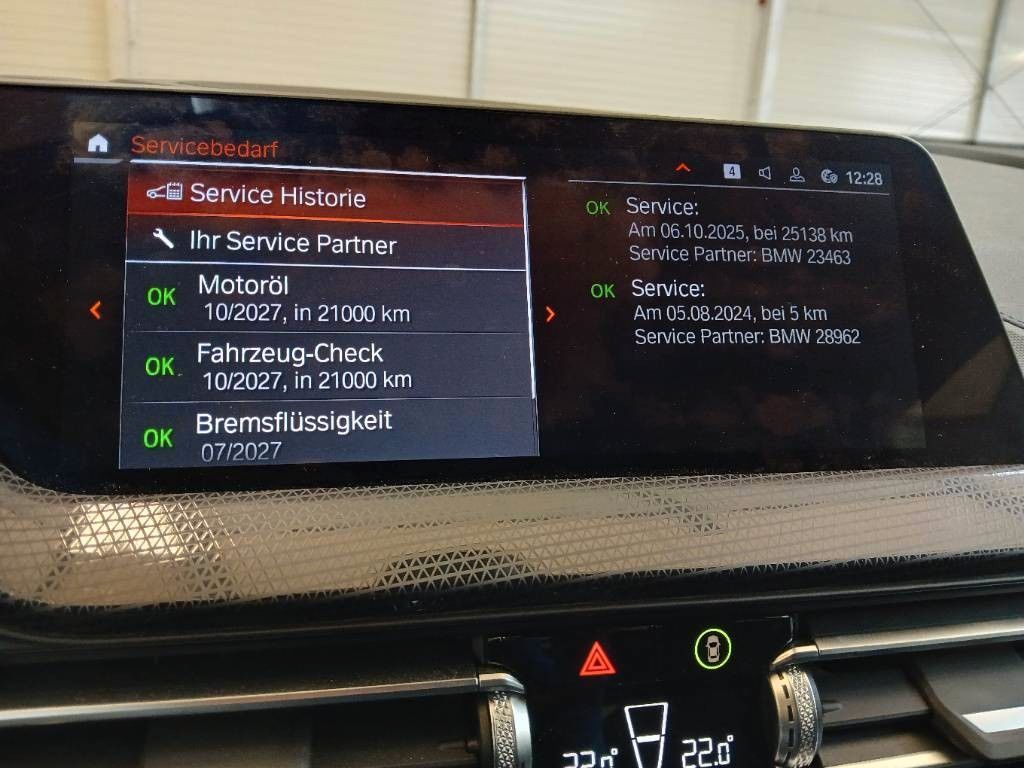 Servicebedarf
4
12:28
Service Historie
Ihr Service Partner
OK
Motoröl
10/2027, in 21000 km
OK
Fahrzeug-Check
10/2027, in 21000 km
OK
Bremsflüssigkeit
07/2027
OK
Service:
Am 06.10.2025, bei 25138 km
Service Partner: BMW 23463
OK
Service:
Am 05.08.2024, bei 5 km
Service Partner: BMW 28962
22.0°
22.0°